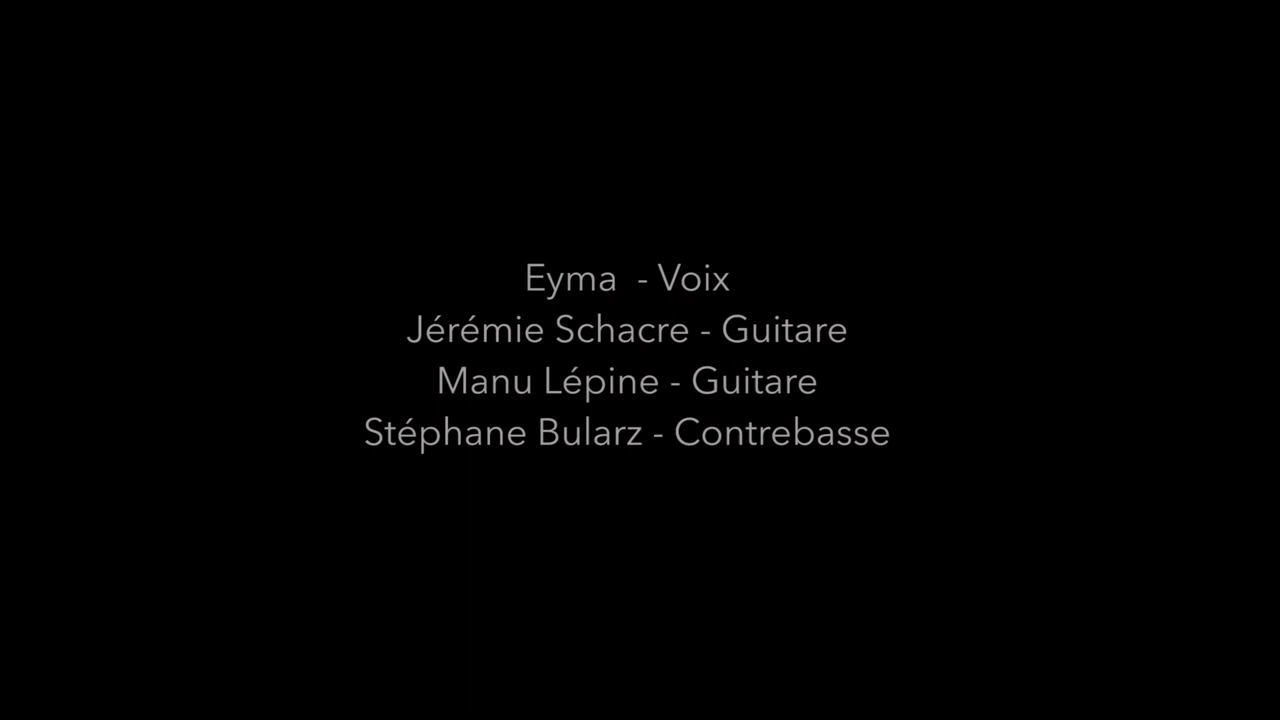 Eyma  - Voix
Jérémie Schacre - Guitare
Manu Lépine - Guitare
Stéphane Bularz - Contrebasse